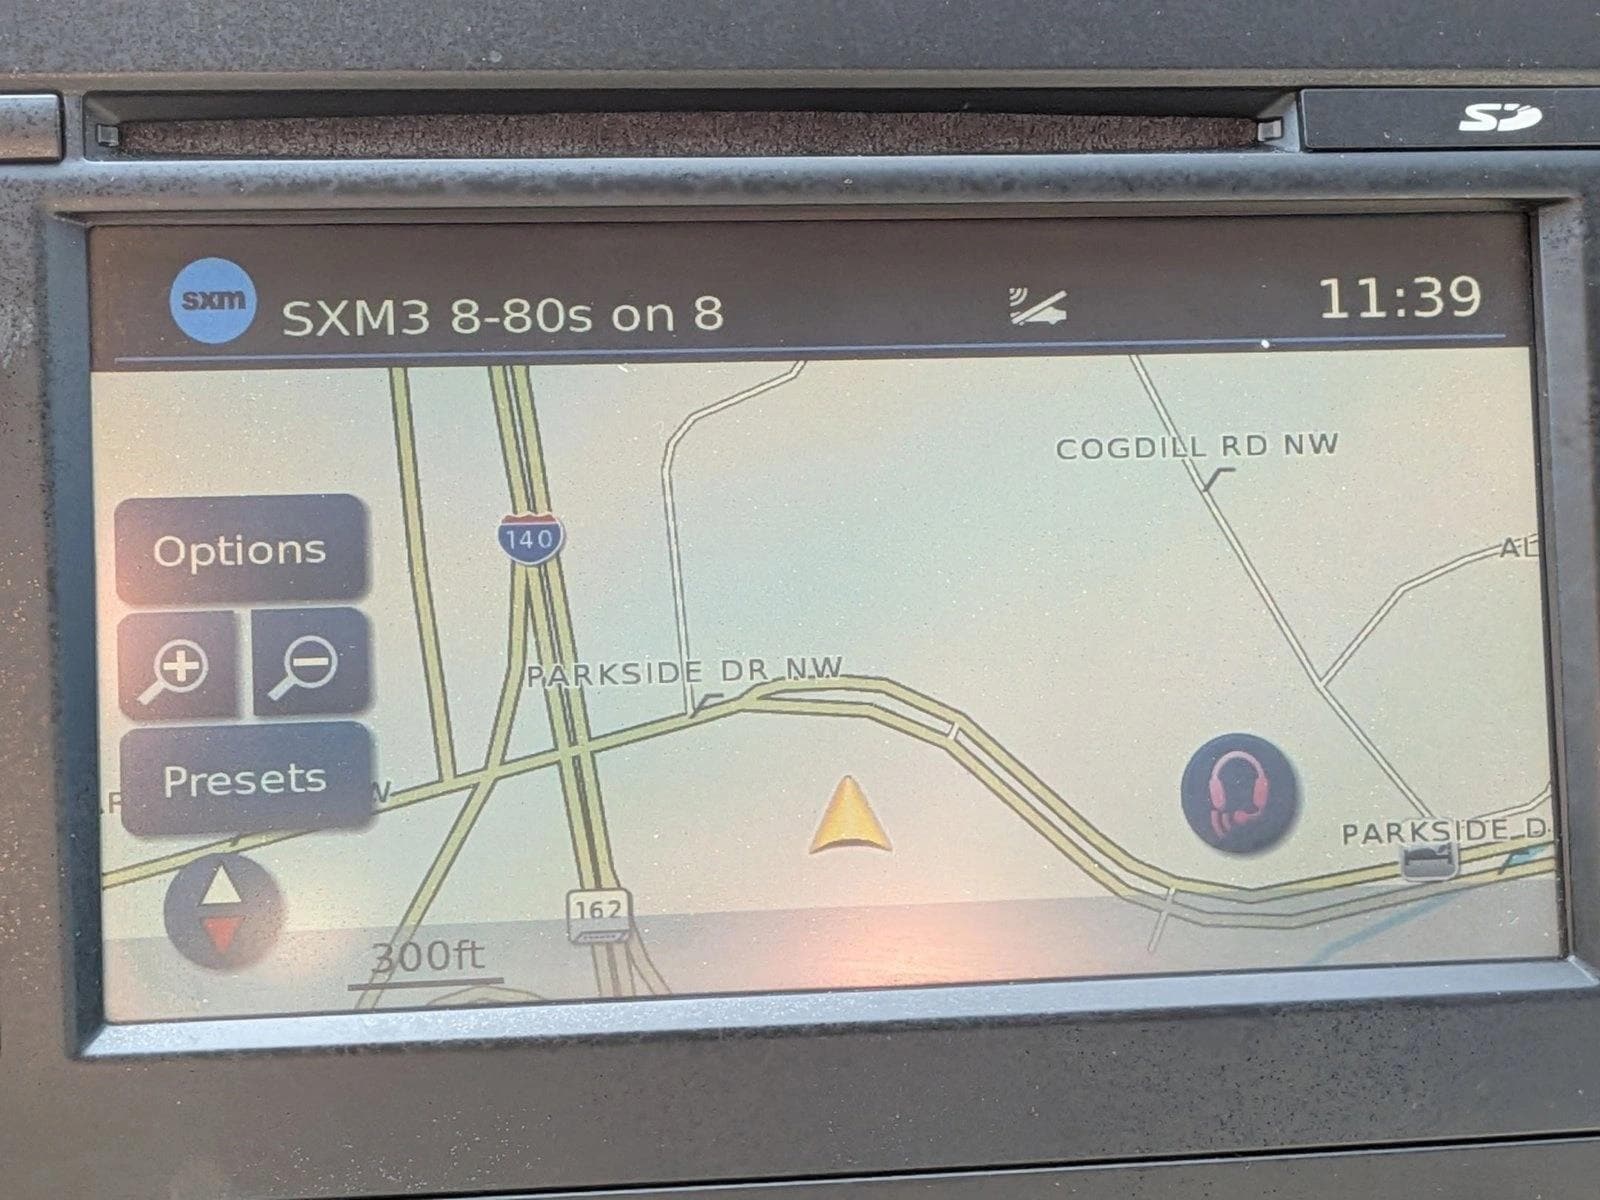 SD
sxm
SXM3 8-80s on 8
11:39
COGDILL RD NW
140
Options
AL
PARKSIDE DR NW
Presets
PARKSIDE D
162
300ft